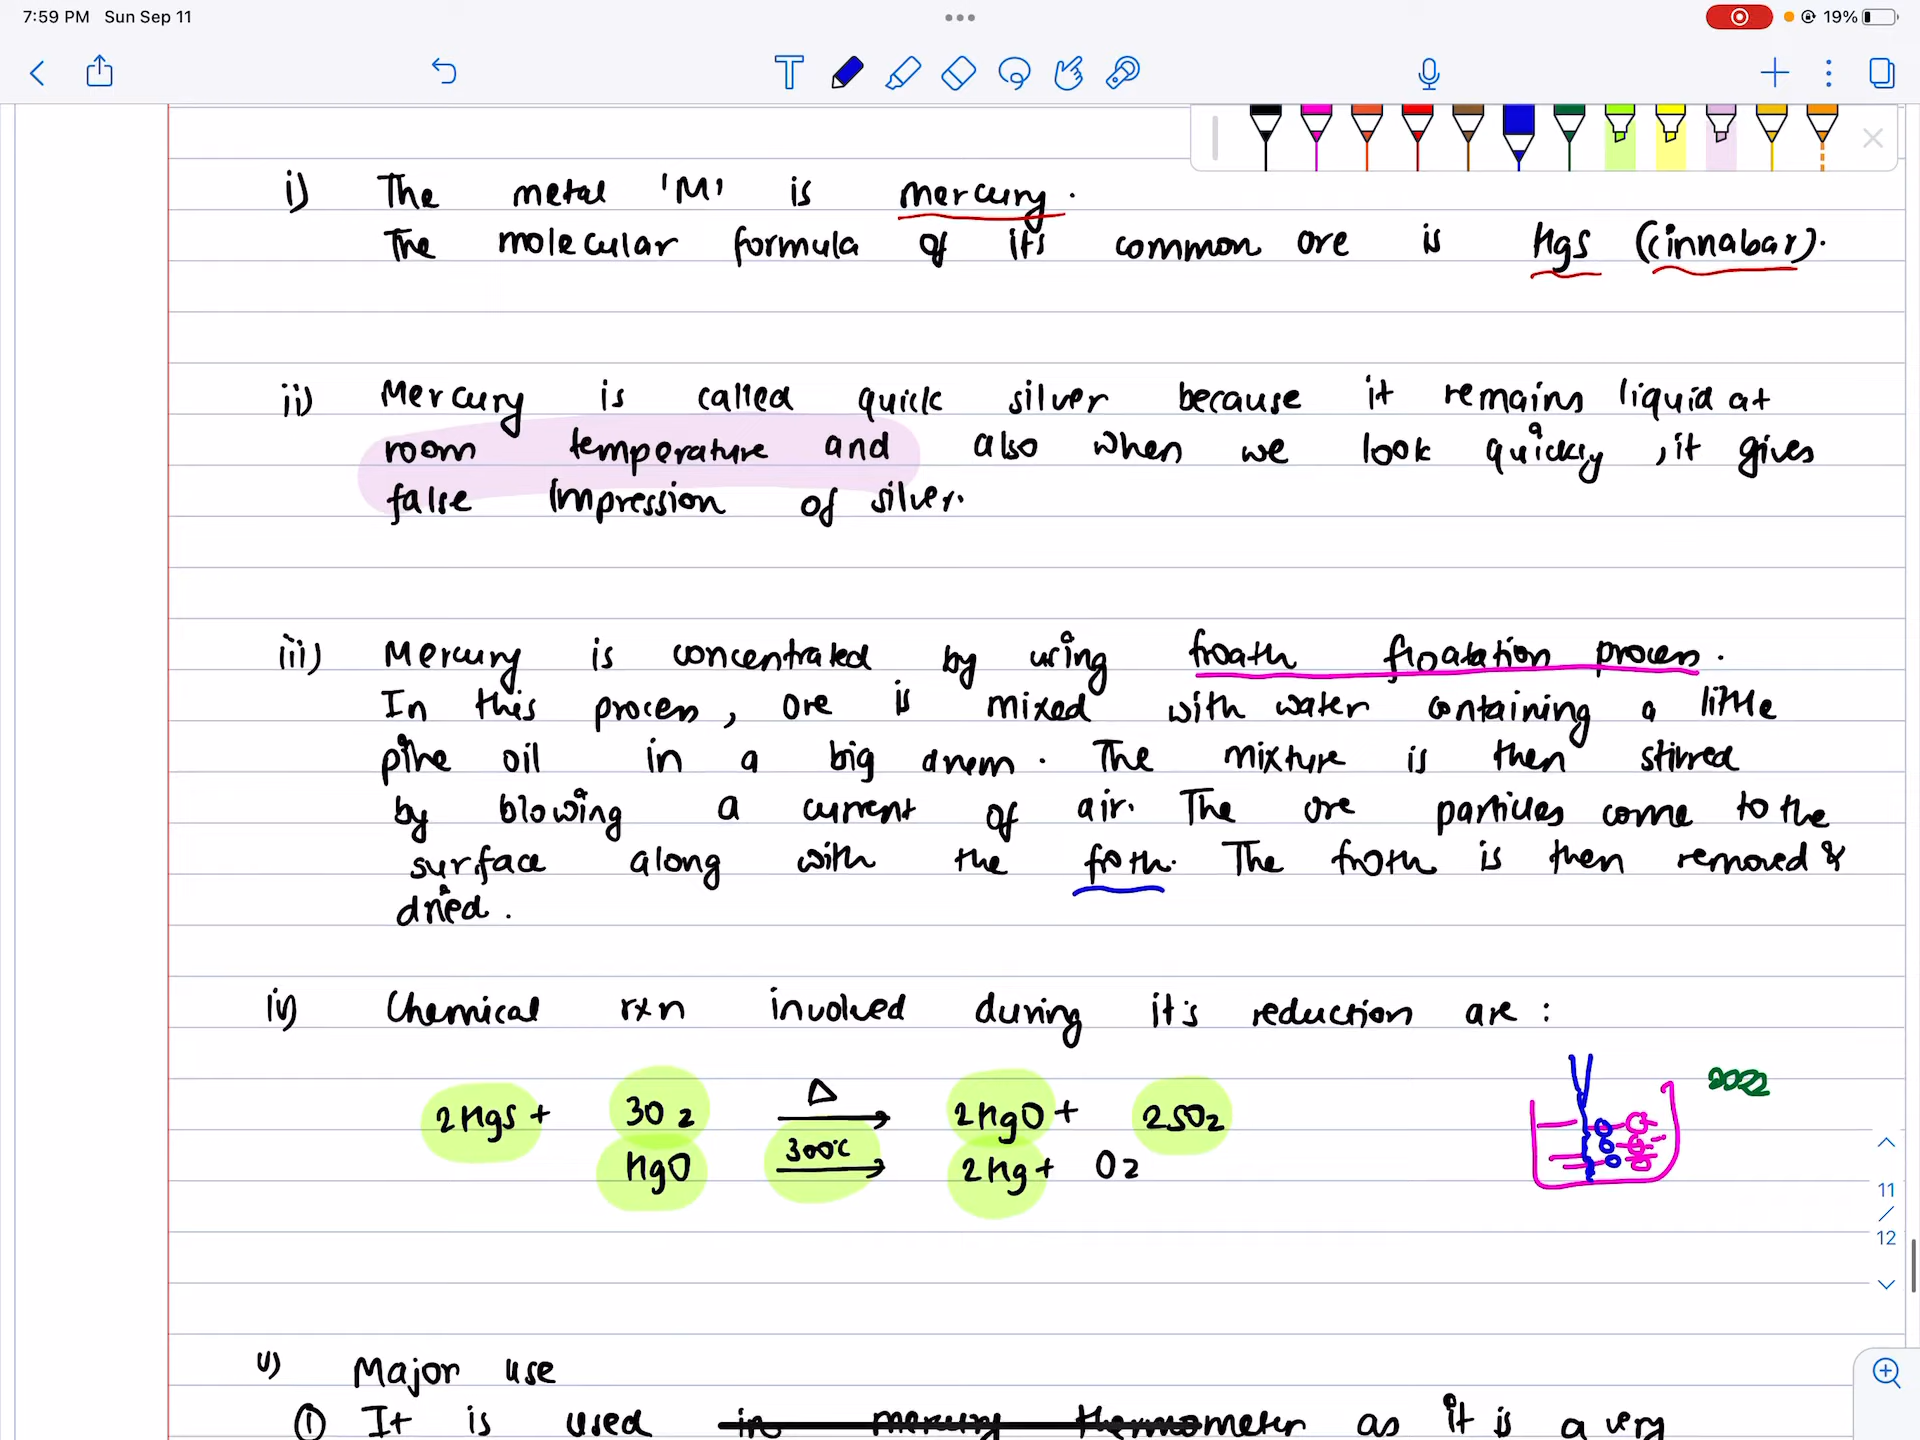 7:59 PM Sun Sep 11
19%
i) The metal 'M' is mercury.
The molecular formula of it's common ore is HgS (cinnabar).
ii) Mercury is called quick silver because it remains liquid at
room temperature and also when we look quickly, it gives
false impression of silver.
iii) Mercury is concentrated by using froath floatation process.
In this process, ore is mixed with water containing a little
pine oil in a big drem. The mixture is then stirred
by blowing a current of air. The ore particles come to the
surface along with the froth. The froth is then removed &
dried.
iv) Chemical rxn involved during it's reduction are:
2HgS + 3O2 Δ→ 2HgO + 2SO2
HgO 300°C→ 2Hg + O2
11
/
12
v) Major use
① It is used in mercury thermometer as it is a very